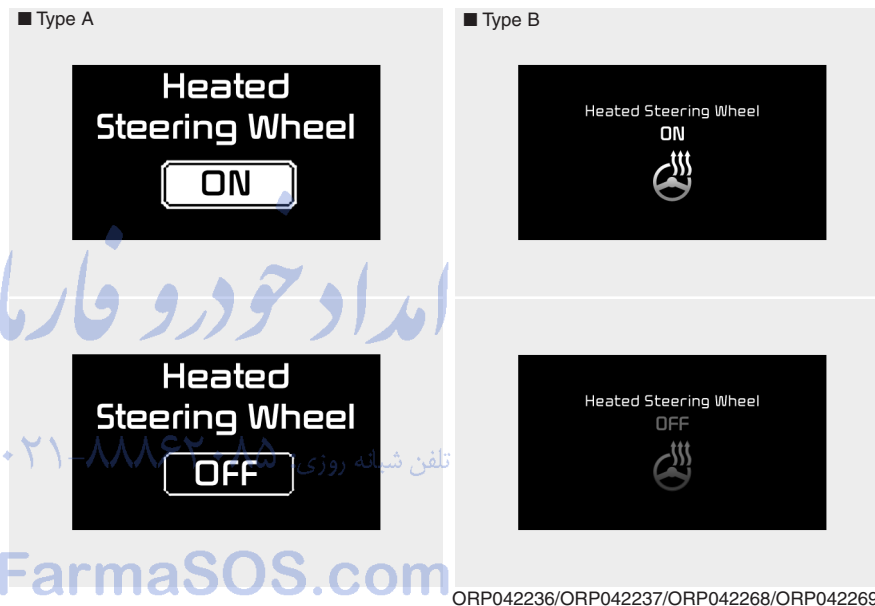 ■ Type A
Heated
Steering Wheel
ON
Heated
Steering Wheel
OFF
■ Type B
Heated Steering Wheel
ON
Heated Steering Wheel
OFF
امداد خودرو فارما
تلفن شبانه روزی: ۸۸۸۶۲۰۸۵-۰۲۱
FarmaSOS.com
ORP042236/ORP042237/ORP042268/ORP042269